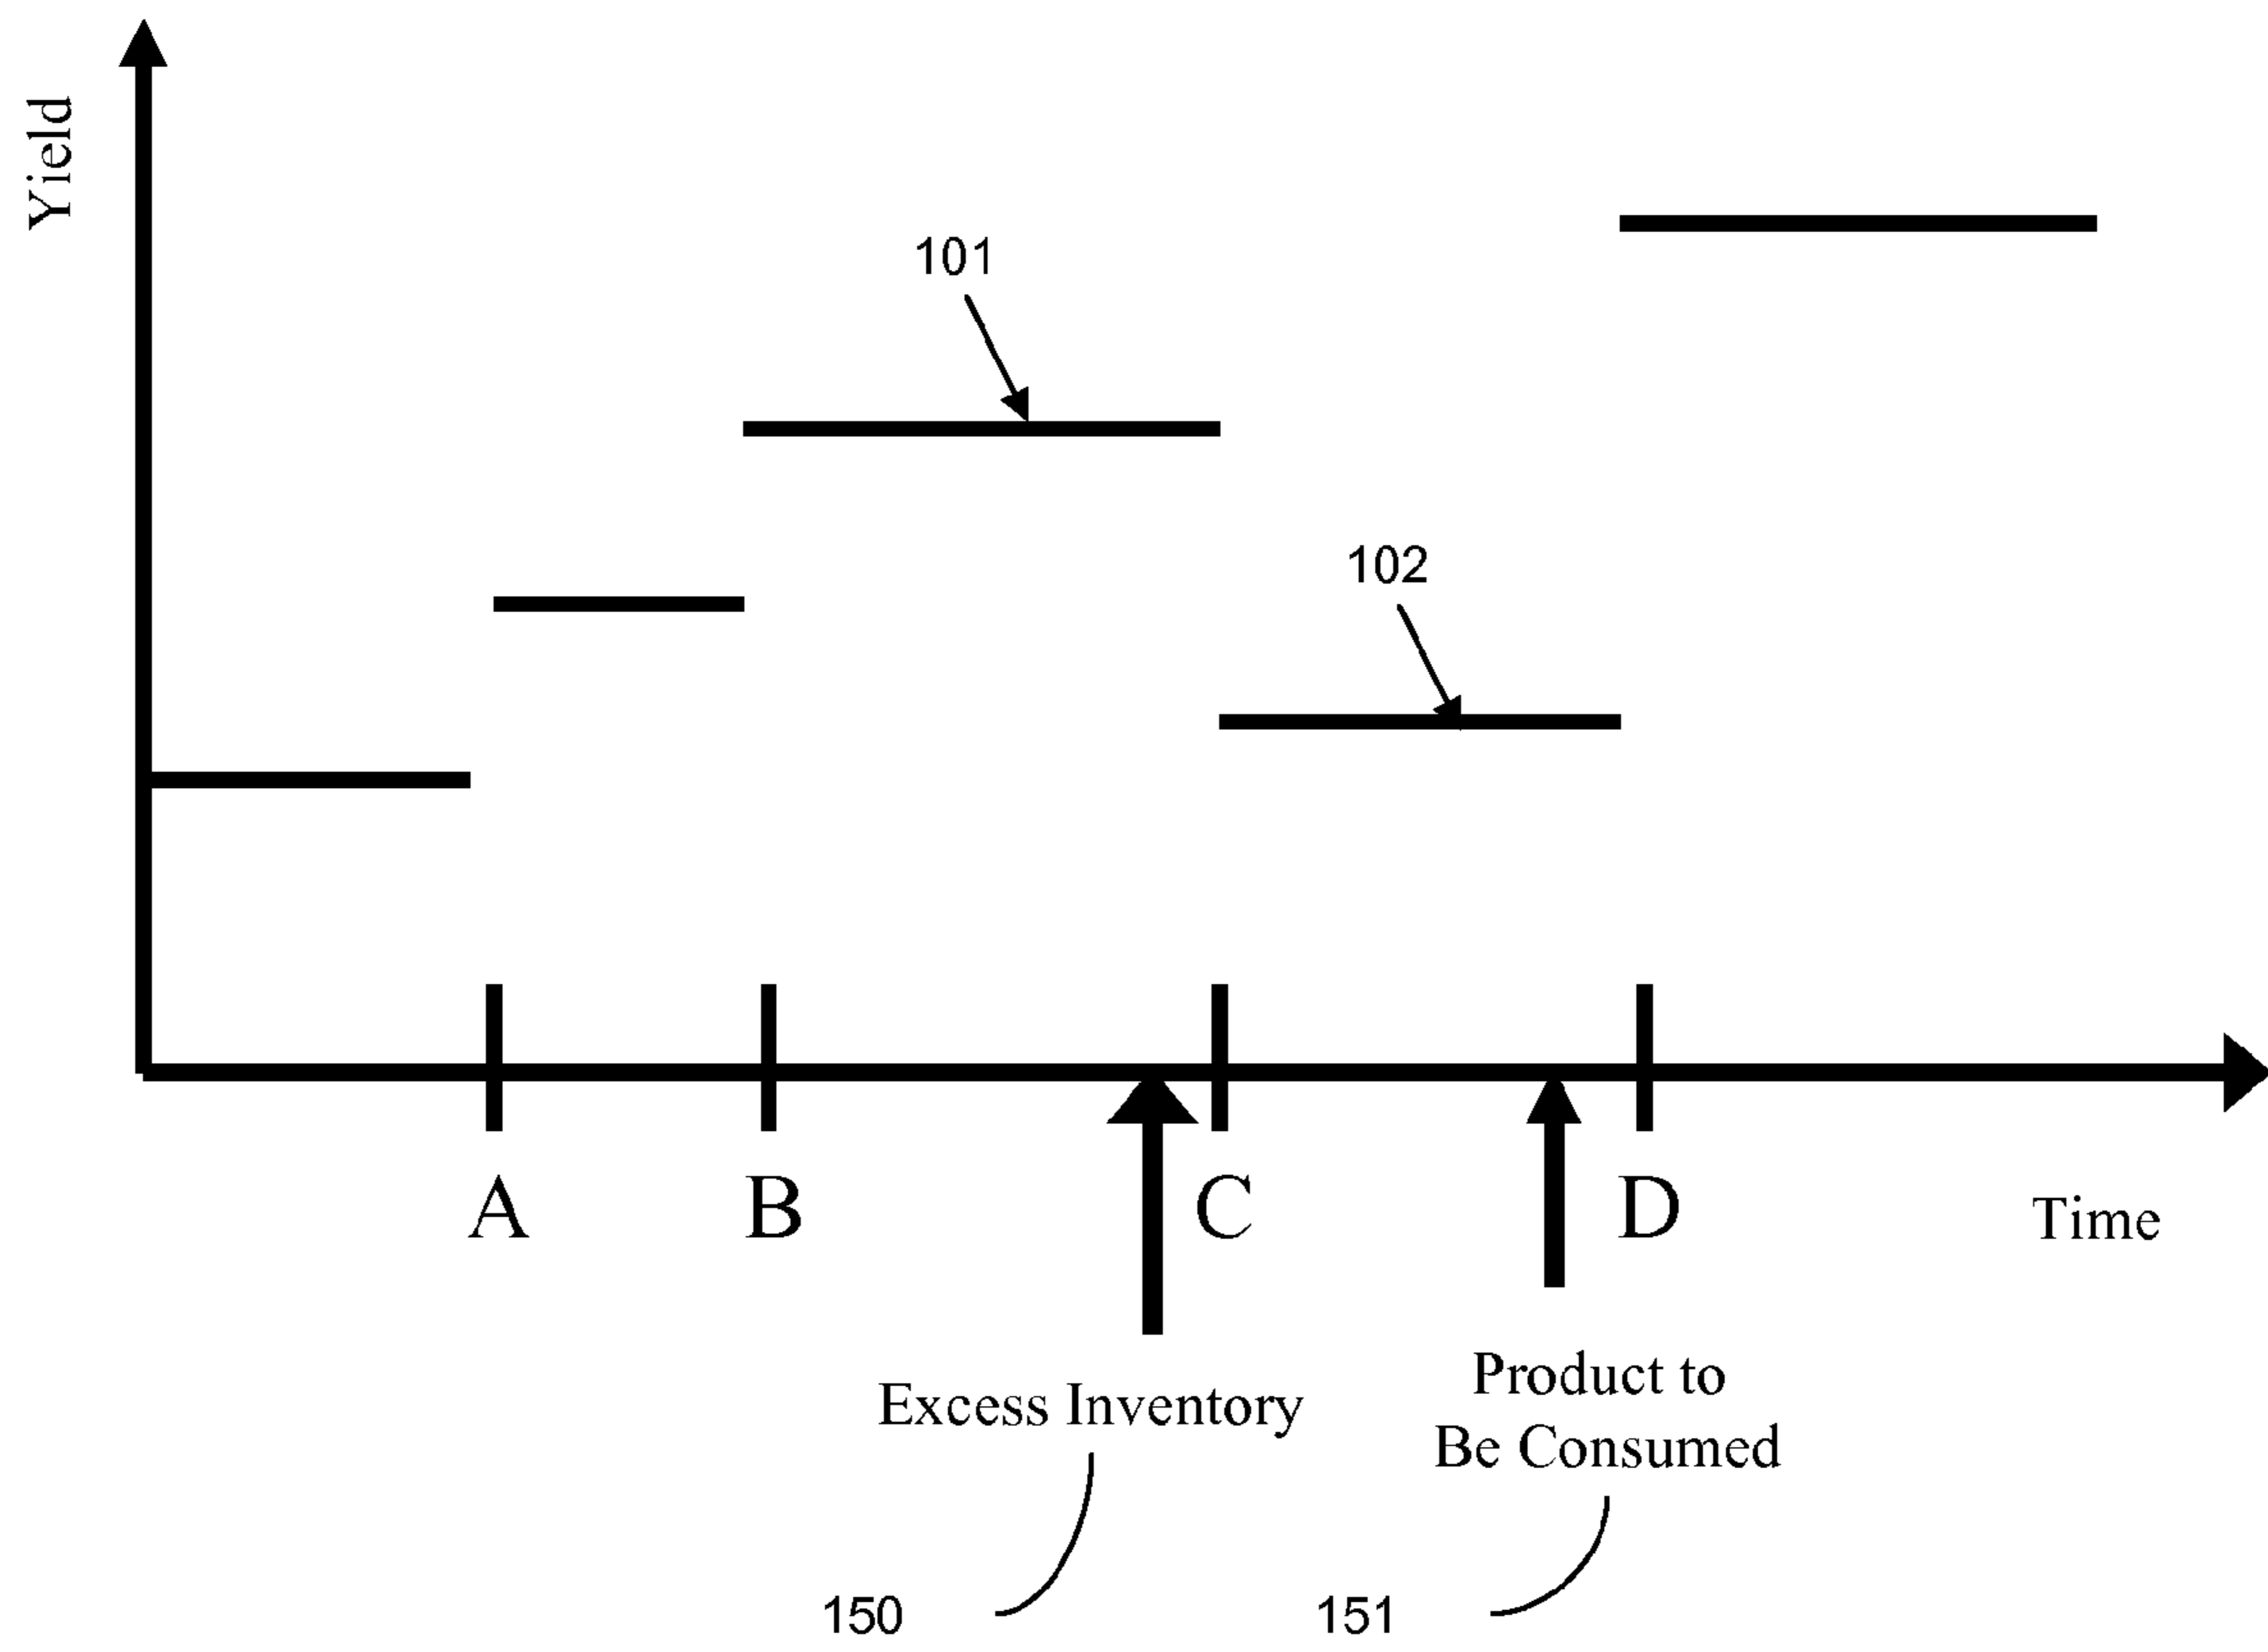 Yield
101
102
A
B
C
D
Time
Excess Inventory
Product to
Be Consumed
150
151